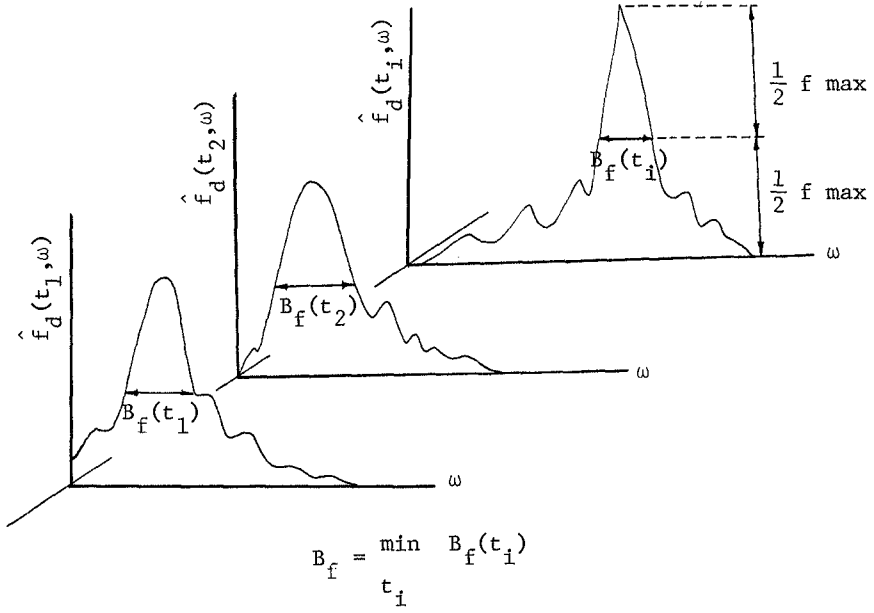 f̂_d(t_i,ω)
1/2 f max
B_f(t_i)
1/2 f max
ω
f̂_d(t_2,ω)
B_f(t_2)
ω
f̂_d(t_1,ω)
B_f(t_1)
ω
B_f = min B_f(t_i)
t_i